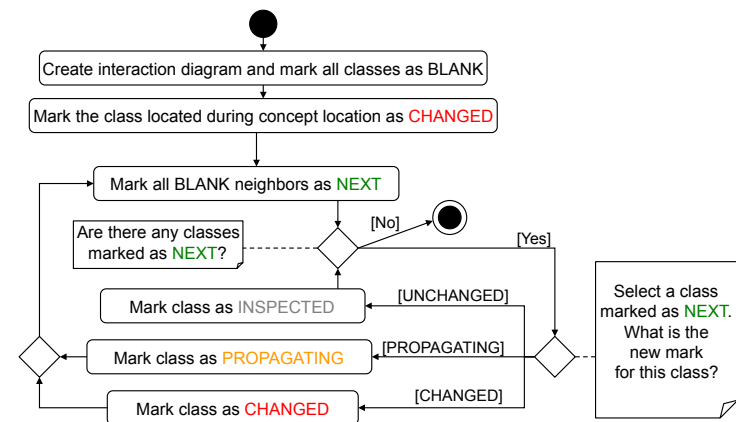 Create interaction diagram and mark all classes as BLANK
Mark the class located during concept location as CHANGED
Mark all BLANK neighbors as NEXT
Are there any classes
marked as NEXT?
[No]
[Yes]
Mark class as INSPECTED
[UNCHANGED]
Mark class as PROPAGATING
[PROPAGATING]
Mark class as CHANGED
[CHANGED]
Select a class
marked as NEXT.
What is the
new mark
for this class?